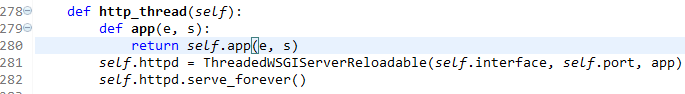 278 def http_thread(self):
279 def app(e, s):
280 return self.app(e, s)
281 self.httpd = ThreadedWSGIServerReloadable(self.interface, self.port, app)
282 self.httpd.serve_forever()